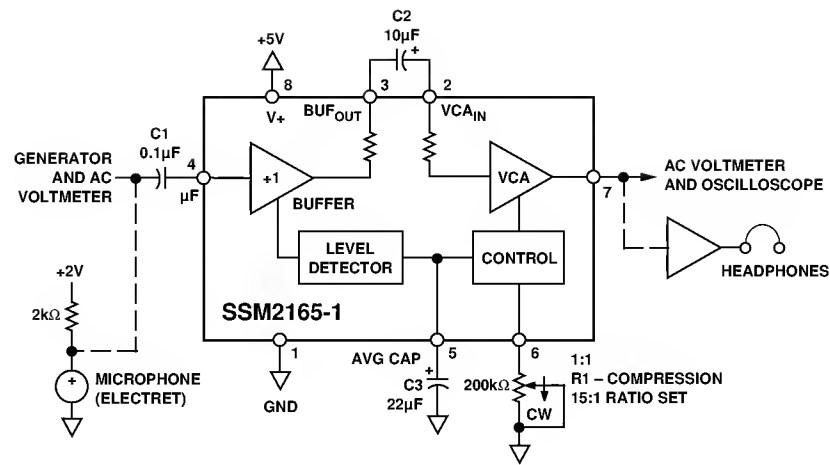 C2
10µF
+
+5V
8
3
2
V+
BUFOUT
VCAIN
C1
0.1µF
GENERATOR
AND AC
VOLTMETER
4
µF
+1
BUFFER
VCA
7
AC VOLTMETER
AND OSCILLOSCOPE
LEVEL
DETECTOR
CONTROL
HEADPHONES
+2V
2kΩ
SSM2165-1
1
AVG CAP
5
6
+
MICROPHONE
(ELECTRET)
GND
+
C3
22µF
200kΩ
CW
1:1
R1 – COMPRESSION
15:1 RATIO SET